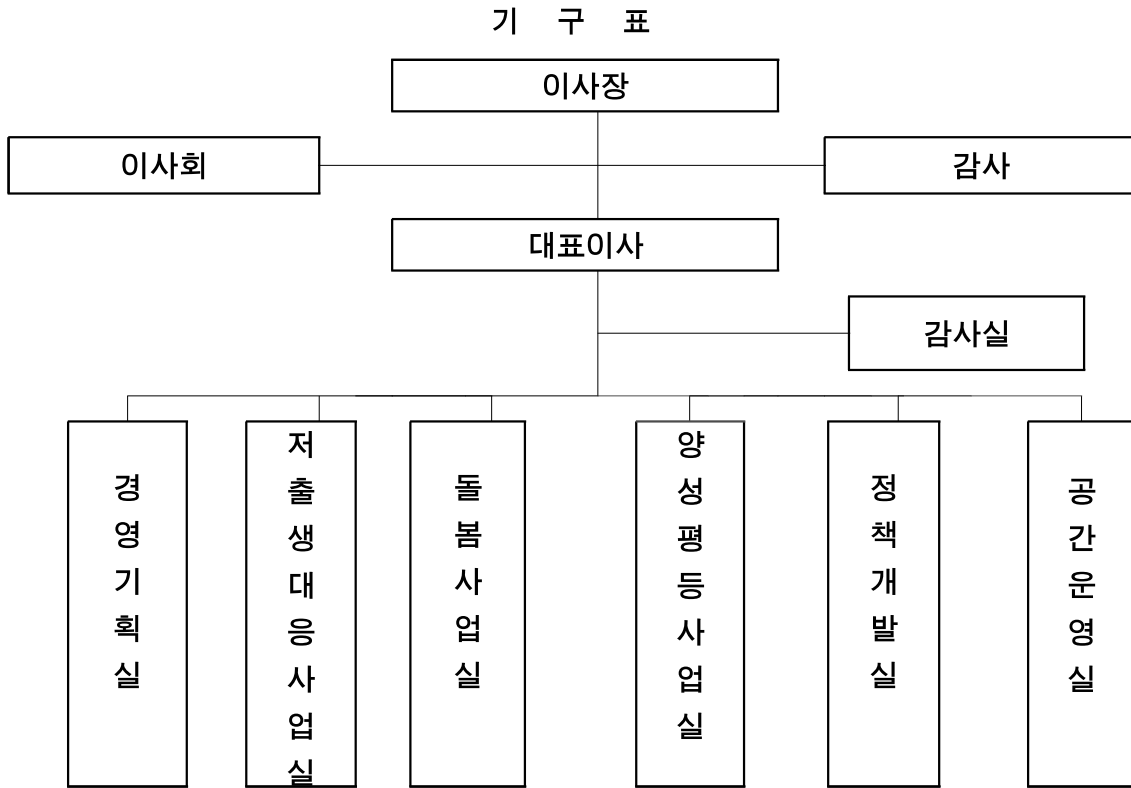 기 구 표
이사장
이사회
감사
대표이사
감사실
경영기획실
저출생대응사업실
돌봄사업실
양성평등사업실
정책개발실
공간운영실